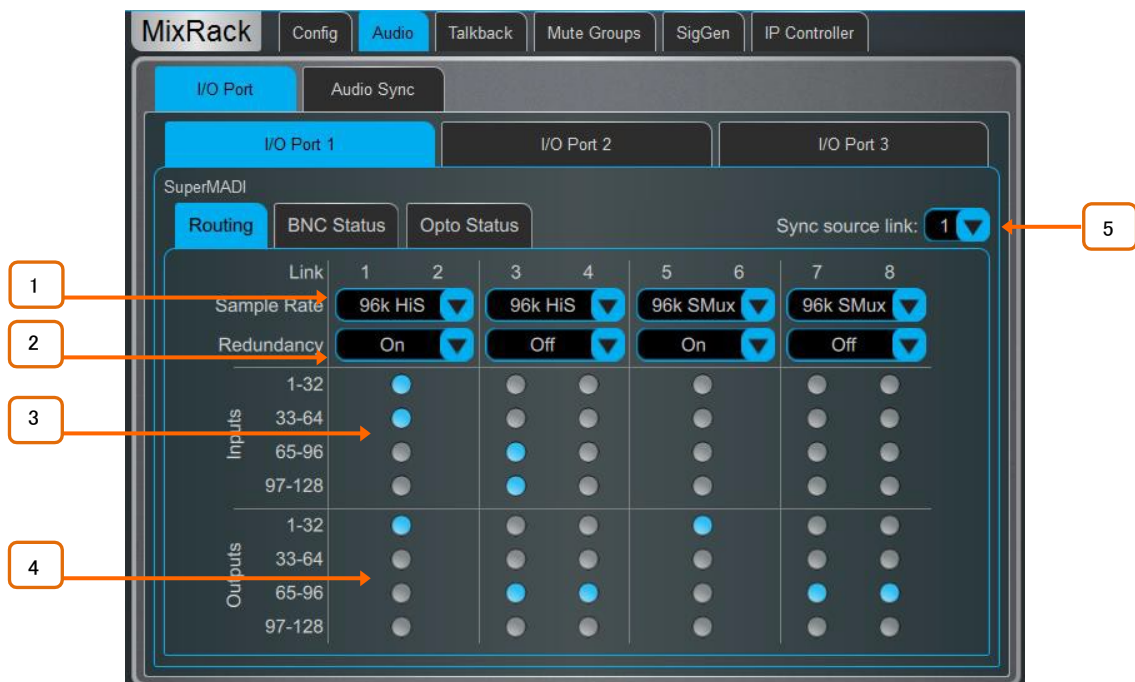 MixRack Config Audio Talkback Mute Groups SigGen IP Controller
I/O Port Audio Sync
I/O Port 1 I/O Port 2 I/O Port 3
SuperMADI
Routing BNC Status Opto Status Sync source link: 1
5
Link 1 2 3 4 5 6 7 8
1
Sample Rate 96k HiS 96k HiS 96k SMux 96k SMux
2
Redundancy On Off On Off
Inputs
1-32
33-64
3
65-96
97-128
Outputs
1-32
33-64
4
65-96
97-128